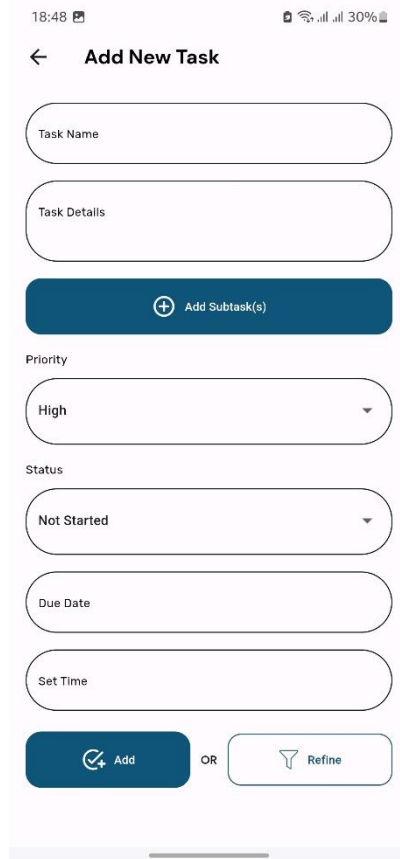 18:48 30%
Add New Task
Task Name
Task Details
Add Subtask(s)
Priority
High
Status
Not Started
Due Date
Set Time
Add OR Refine